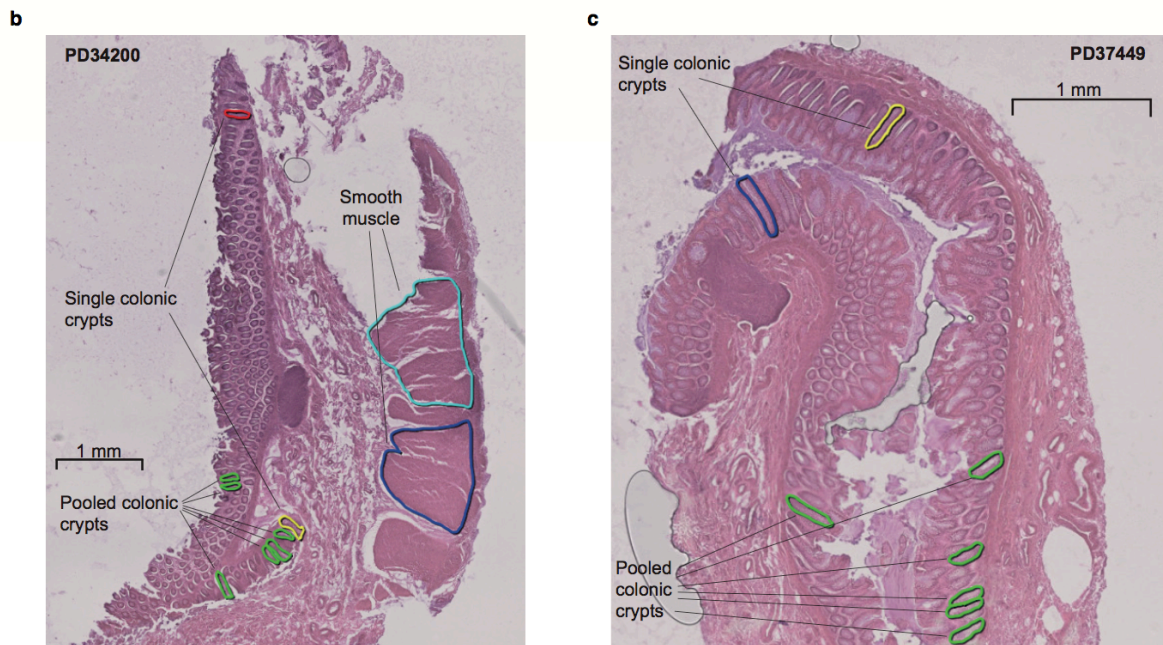 b
PD34200
Smooth
muscle
Single colonic
crypts
1 mm
Pooled colonic
crypts
c
PD37449
Single colonic
crypts
1 mm
Pooled
colonic
crypts